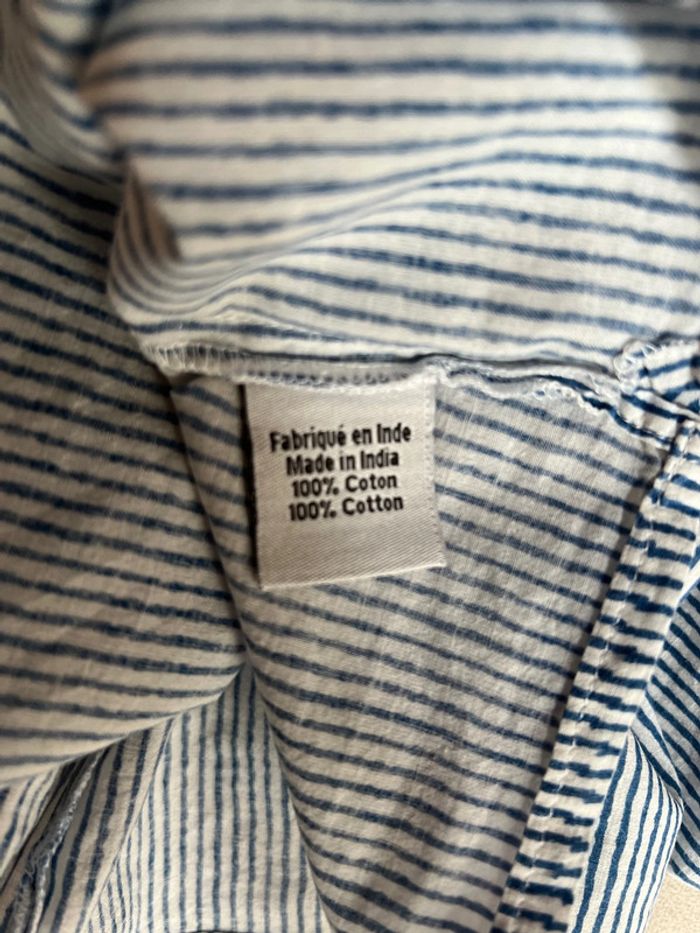 Fabriqué en Inde
Made in India
100% Coton
100% Cotton